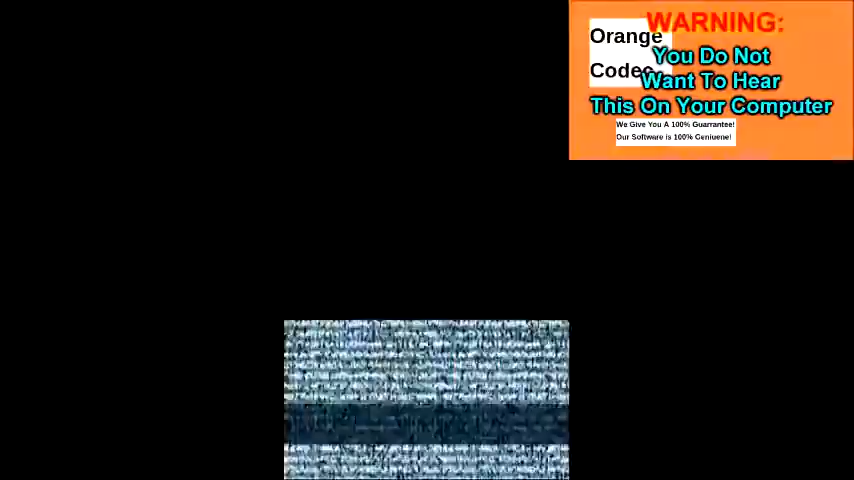 WARNING:
Orange
You Do Not
Codec
Want To Hear
This On Your Computer
We Give You A 100% Guarrantee!
Our Software is 100% Geniuene!